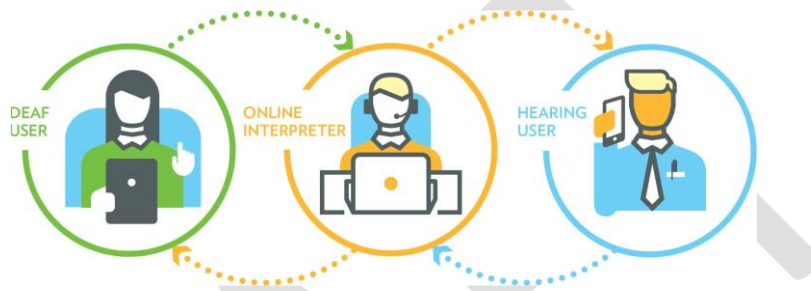 DEAF
USER
ONLINE
INTERPRETER
HEARING
USER